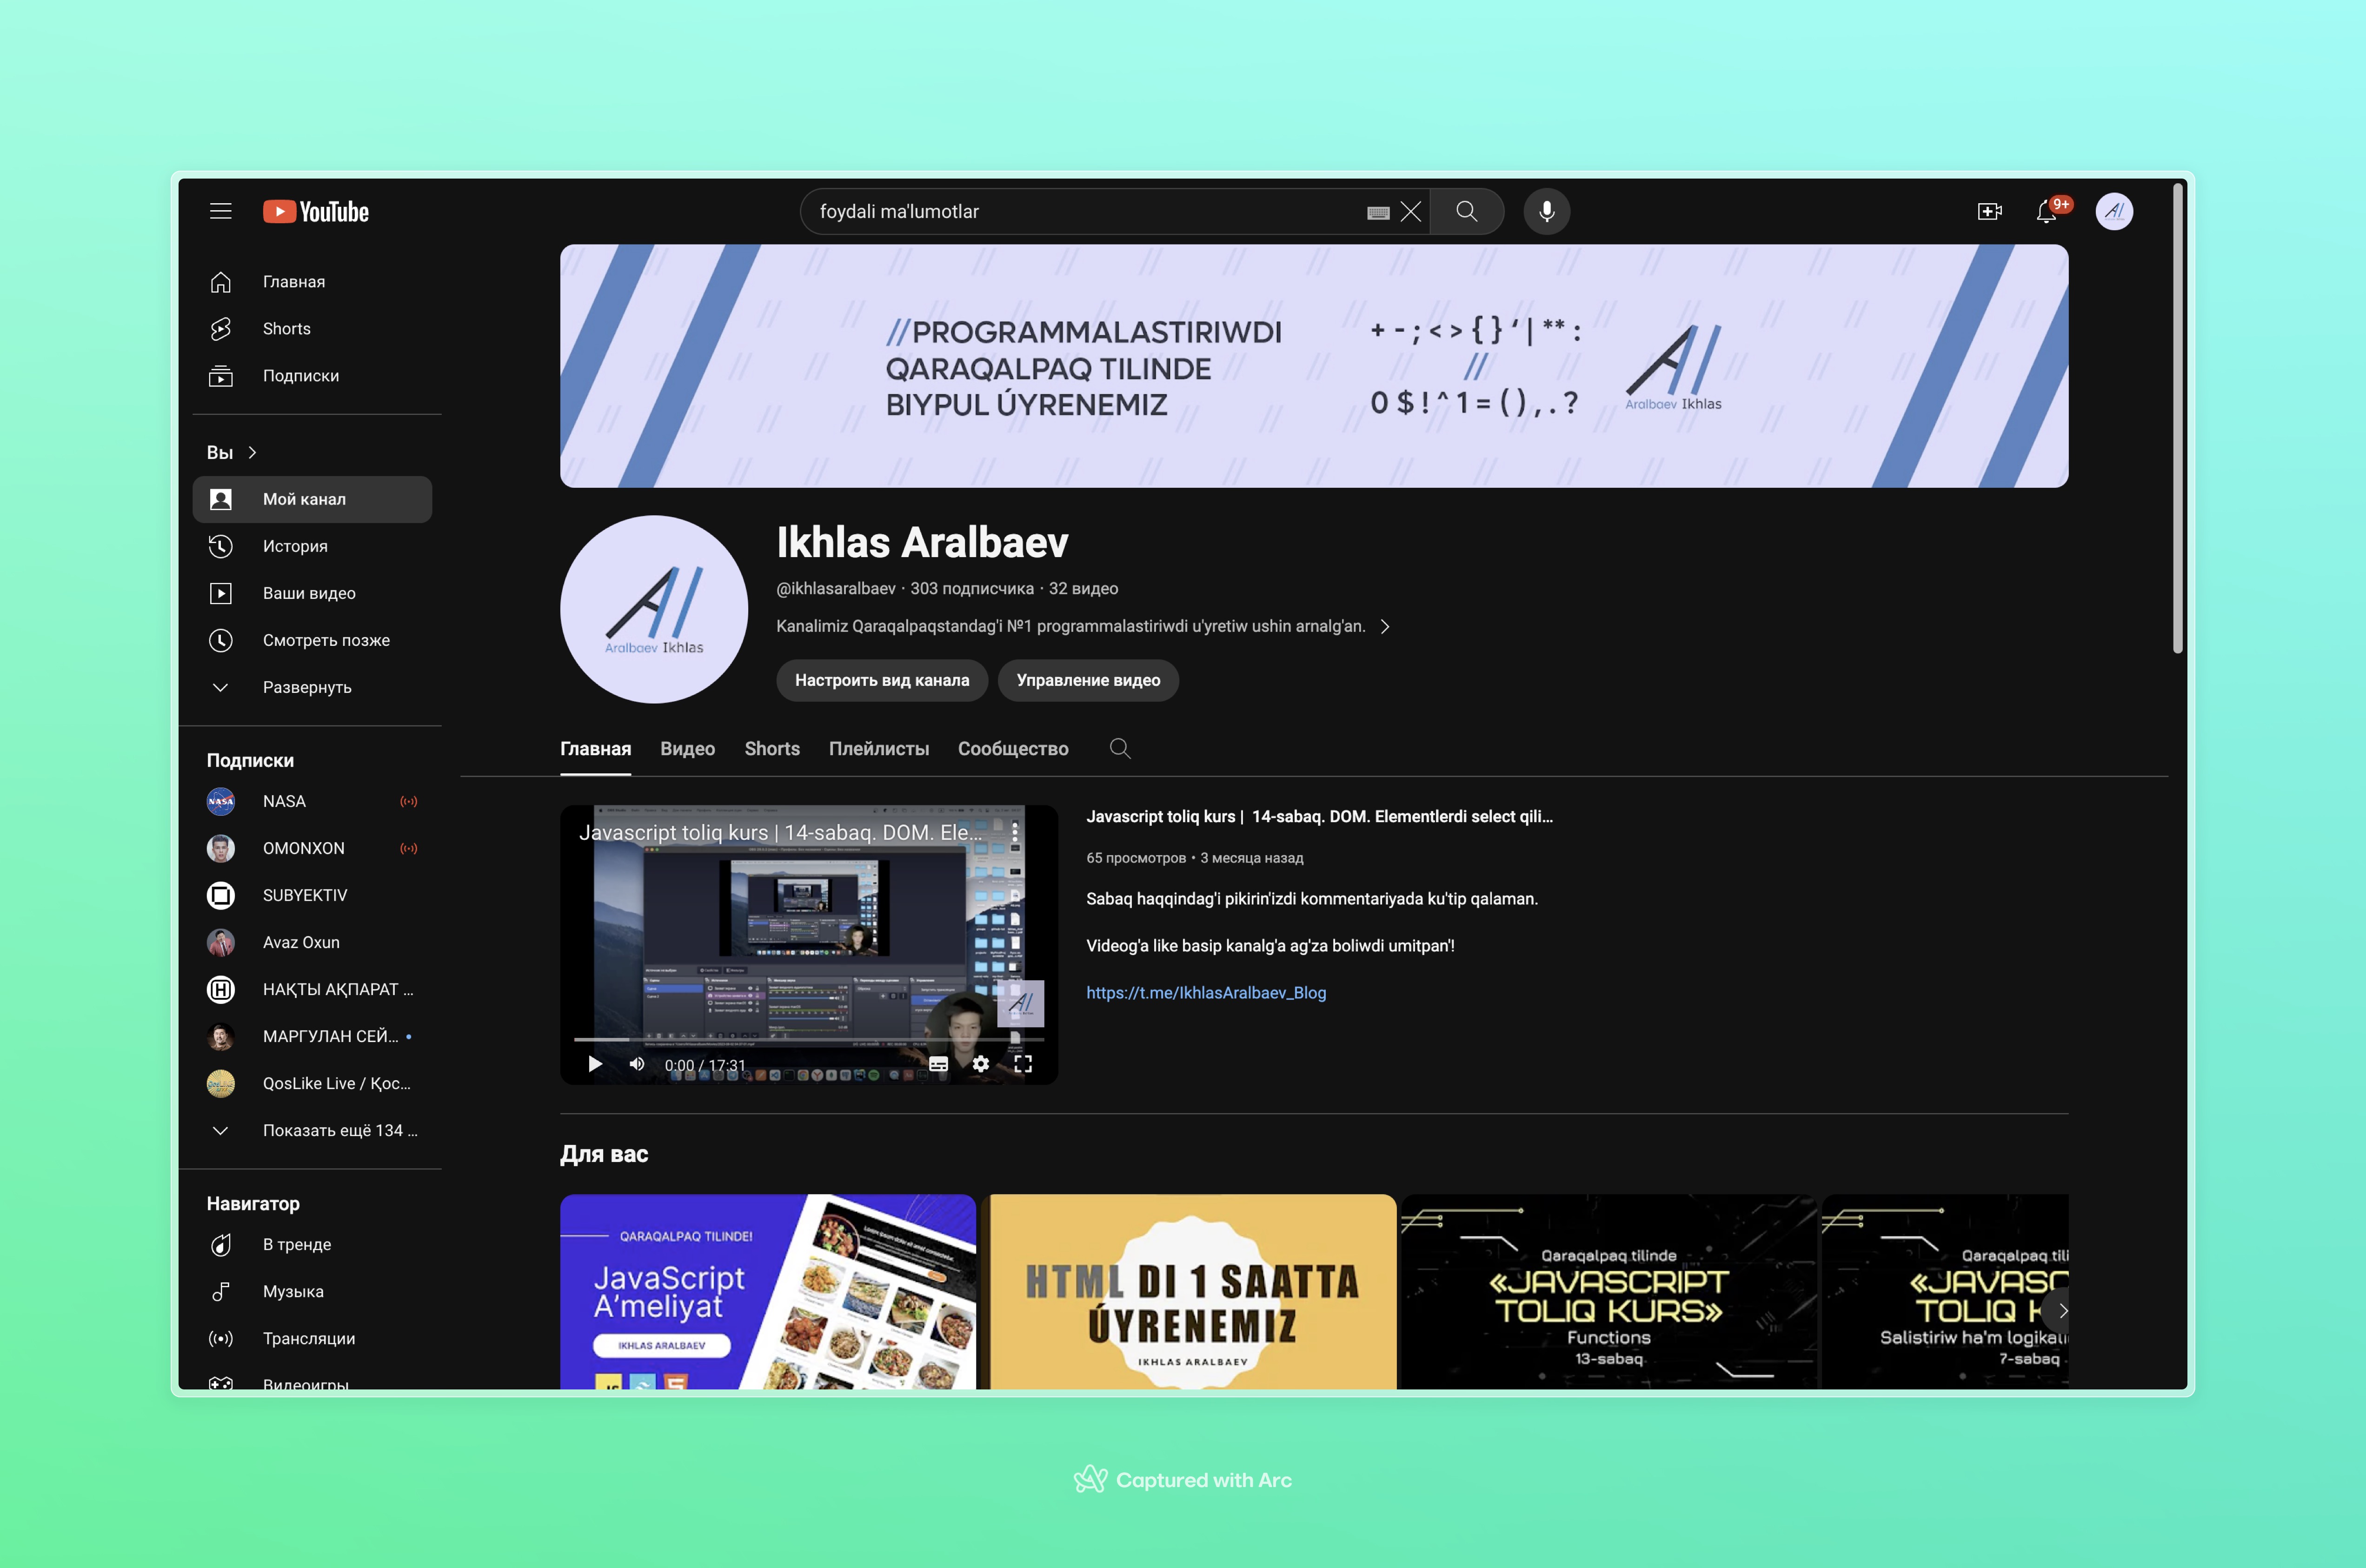 YouTube
foydali ma'lumotlar
9+
Главная
Shorts
Подписки
Вы
Мой канал
История
Ваши видео
Смотреть позже
Развернуть
Подписки
NASA
OMONXON
SUBYEKTIV
Avaz Oxun
НАҚТЫ АҚПАРАТ ...
МАРГУЛАН СЕЙ...
QosLike Live / Қос...
Показать ещё 134 ...
Навигатор
В тренде
Музыка
Трансляции
Видеоигры
//PROGRAMMALASTIRIWDI
QARAQALPAQ TILINDE
BIYPUL ÚYRENEMIZ
+ - ; < > { } ‘ | ** :
//
0 $ ! ^ 1 = ( ) , . ?
Aralbaev Ikhlas
Aralbaev Ikhlas
Ikhlas Aralbaev
@ikhlasaralbaev · 303 подписчика · 32 видео
Kanalimiz Qaraqalpaqstandag'i №1 programmalastiriwdi u'yretiw ushin arnalg'an.
Настроить вид канала
Управление видео
Главная
Видео
Shorts
Плейлисты
Сообщество
Javascript toliq kurs | 14-sabaq. DOM. Ele...
0:00 / 17:31
Javascript toliq kurs | 14-sabaq. DOM. Elementlerdi select qili...
65 просмотров • 3 месяца назад
Sabaq haqqindag'i pikirin'izdi kommentariyada ku'tip qalaman.
Videog'a like basip kanalg'a ag'za boliwdi umitpan'!
https://t.me/IkhlasAralbaev_Blog
Для вас
QARAQALPAQ TILINDE!
JavaScript
A’meliyat
IKHLAS ARALBAEV
HTML DI 1 SAATTA
ÚYRENEMIZ
IKHLAS ARALBAEV
Qaraqalpaq tilinde
«JAVASCRIPT
TOLIQ KURS»
Functions
13-sabaq
Qaraqalpaq tili
«JAVASC
TOLIQ K
Salistiriw ha'm logikali
7-sabaq
Captured with Arc